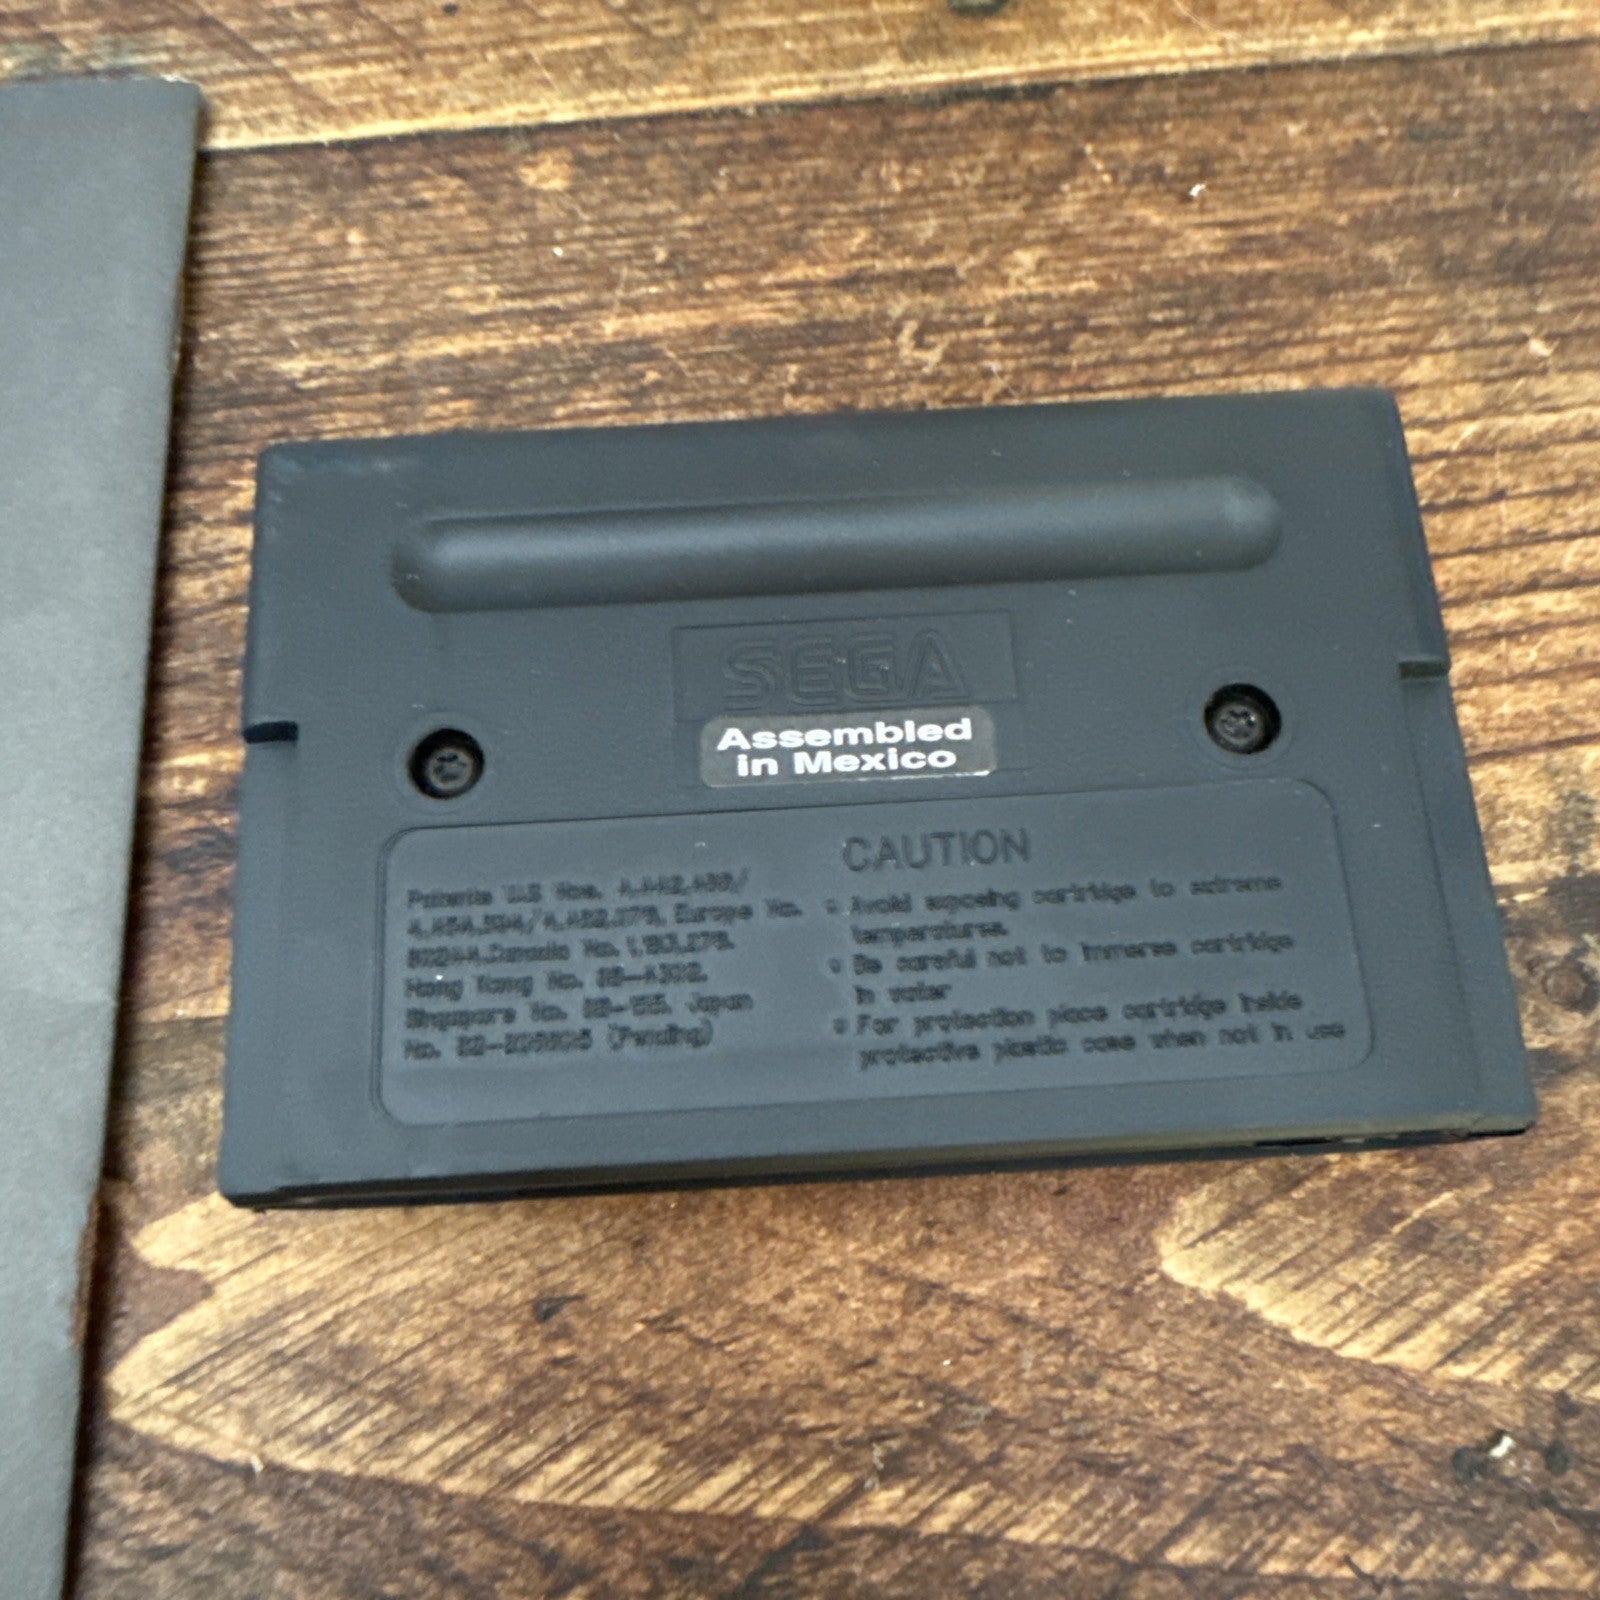 SEGA
Assembled
in Mexico
Patents U.S Nos. 4,442,486/
4,454,594/4,462,076, Europe No.
80244, Canada No. 1,183,276,
Hong Kong No. 88-4302,
Singapore No. 88-155, Japan
No. (Pending)
CAUTION
• Avoid exposing cartridge to extreme
temperatures.
• Be careful not to immerse cartridge
in water
• For protection place cartridge inside
protective plastic case when not in use